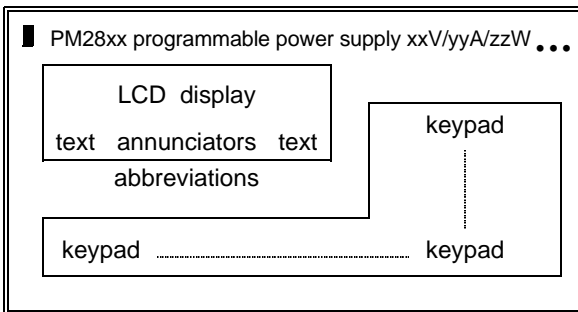 PM28xx programmable power supply xxV/yyA/zzW...
LCD display
text annunciators text
abbreviations
keypad
keypad keypad